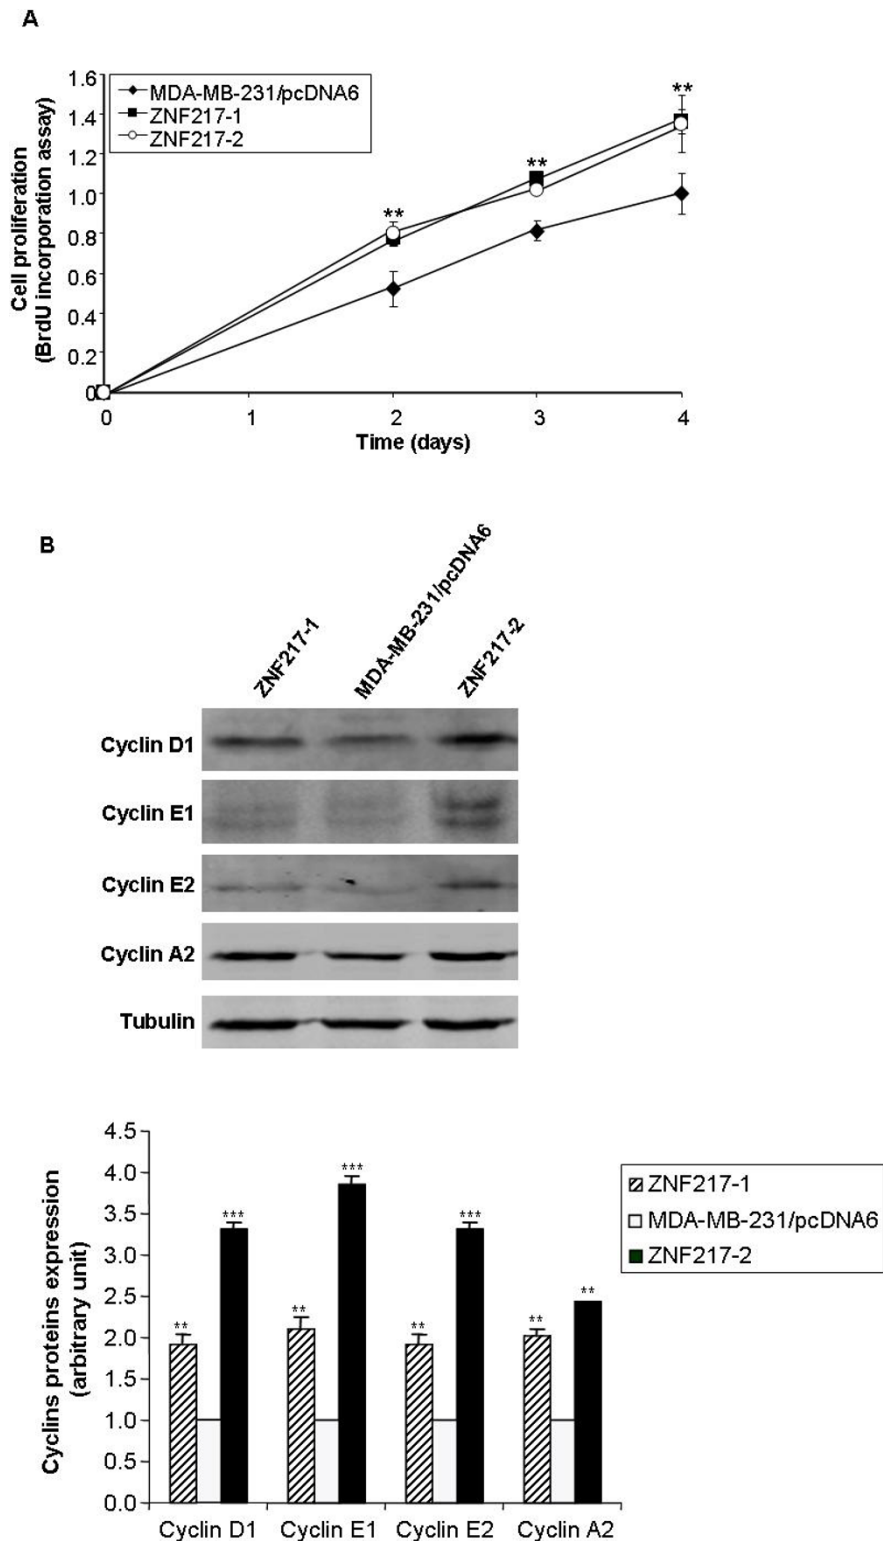 A
MDA-MB-231/pcDNA6
ZNF217-1
ZNF217-2
Cell proliferation
(BrdU incorporation assay)
1.6
1.4
1.2
1.0
0.8
0.6
0.4
0.2
0
**
**
**
0 1 2 3 4
Time (days)
B
ZNF217-1
MDA-MB-231/pcDNA6
ZNF217-2
Cyclin D1
Cyclin E1
Cyclin E2
Cyclin A2
Tubulin
Cyclins proteins expression
(arbitrary unit)
4.5
4.0
3.5
3.0
2.5
2.0
1.5
1.0
0.5
0.0
** ***
** ***
** ***
** **
Cyclin D1 Cyclin E1 Cyclin E2 Cyclin A2
ZNF217-1
MDA-MB-231/pcDNA6
ZNF217-2